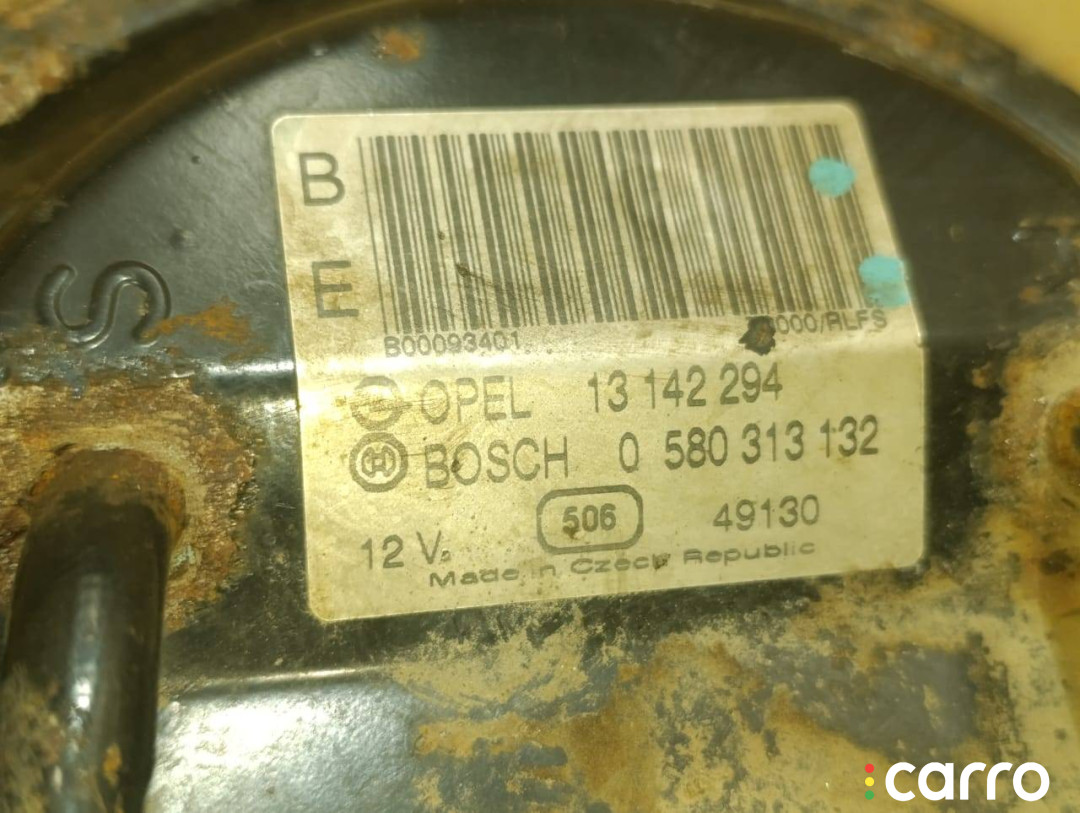 B
E
S
B00093401 000/RLFS
OPEL 13 142 294
BOSCH 0 580 313 132
506 49130
12 V.
Made in Czech Republic
carro